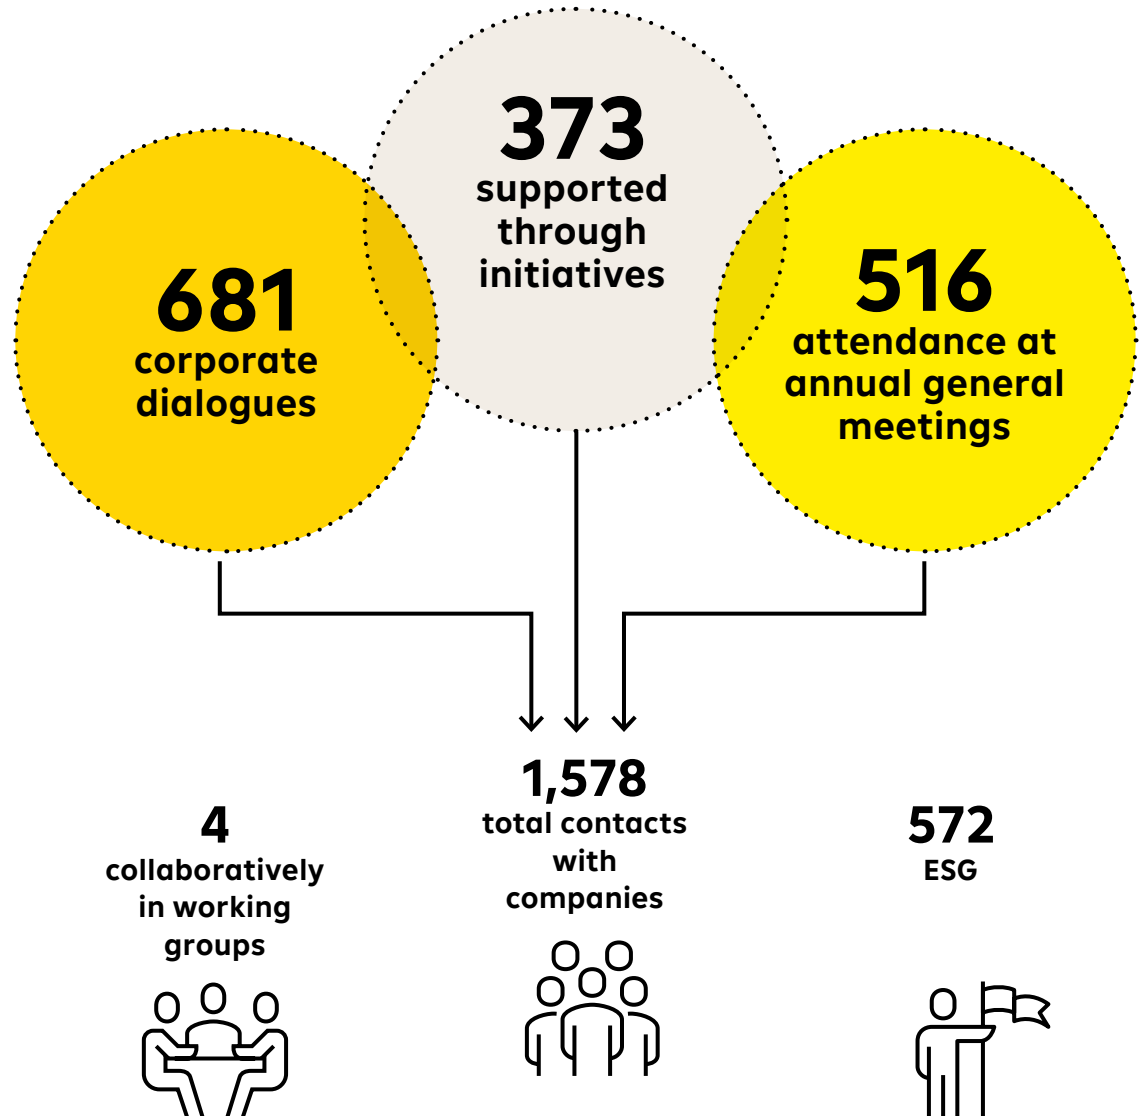 373
supported
through
initiatives
681
corporate
dialogues
516
attendance at
annual general
meetings
1,578
total contacts
with
companies
4
collaboratively
in working
groups
572
ESG